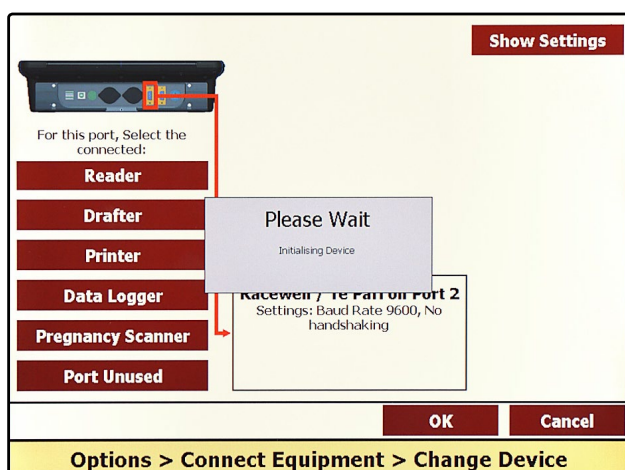 Show Settings
For this port, Select the
connected:
Reader
Drafter
Printer
Data Logger
Pregnancy Scanner
Port Unused
Please Wait
Initialising Device
Racewell / Te Pari on Port 2
Settings: Baud Rate 9600, No
handshaking
OK
Cancel
Options > Connect Equipment > Change Device